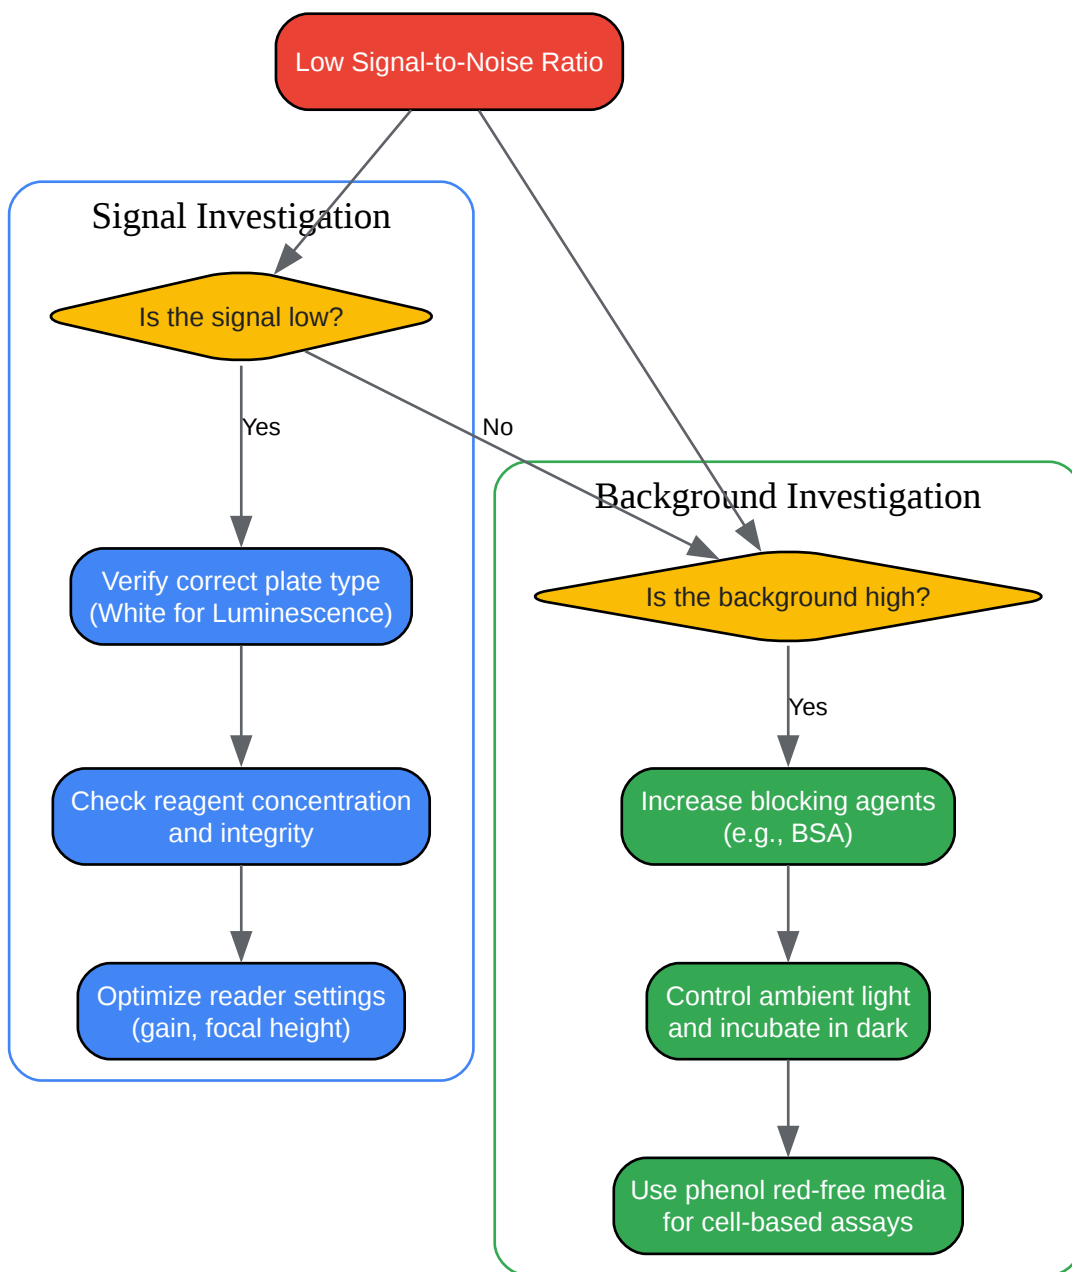 Low Signal-to-Noise Ratio
Signal Investigation
Is the signal low?
Yes
No
Verify correct plate type
(White for Luminescence)
Check reagent concentration
and integrity
Optimize reader settings
(gain, focal height)
Background Investigation
Is the background high?
Yes
Increase blocking agents
(e.g., BSA)
Control ambient light
and incubate in dark
Use phenol red-free media
for cell-based assays